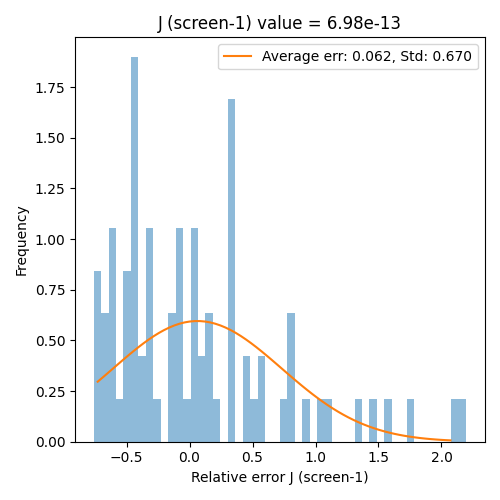 J (screen-1) value = 6.98e-13
Average err: 0.062, Std: 0.670
Frequency
1.75
1.50
1.25
1.00
0.75
0.50
0.25
0.00
−0.5 0.0 0.5 1.0 1.5 2.0
Relative error J (screen-1)